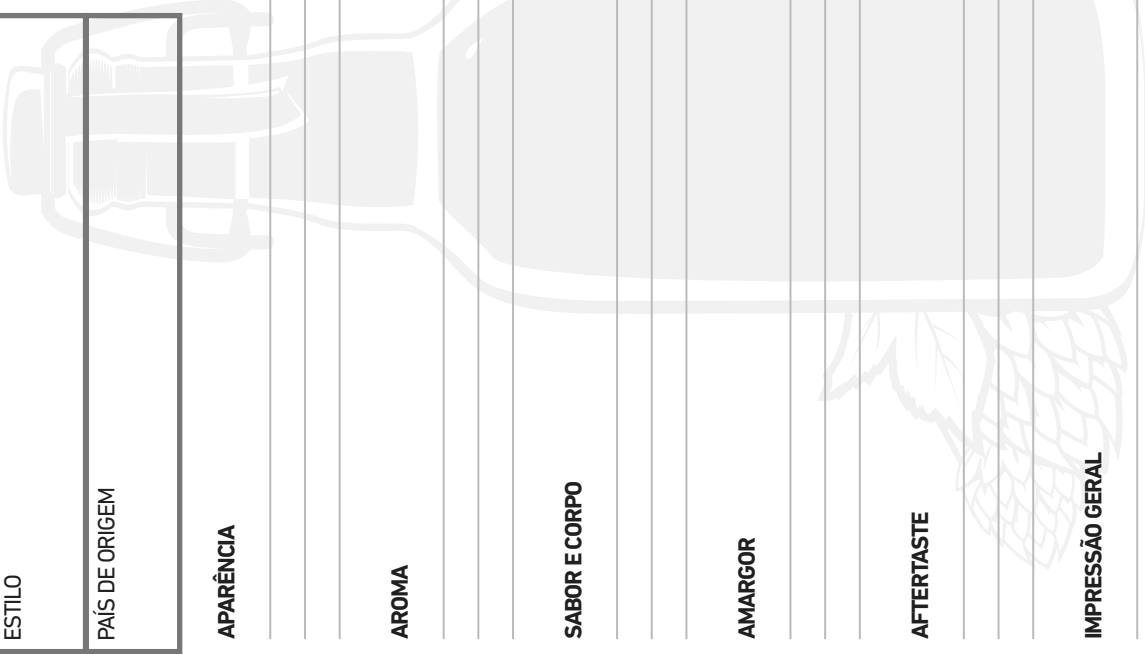 ESTILO
PAÍS DE ORIGEM
APARÊNCIA
AROMA
SABOR E CORPO
AMARGOR
AFTERTASTE
IMPRESSÃO GERAL